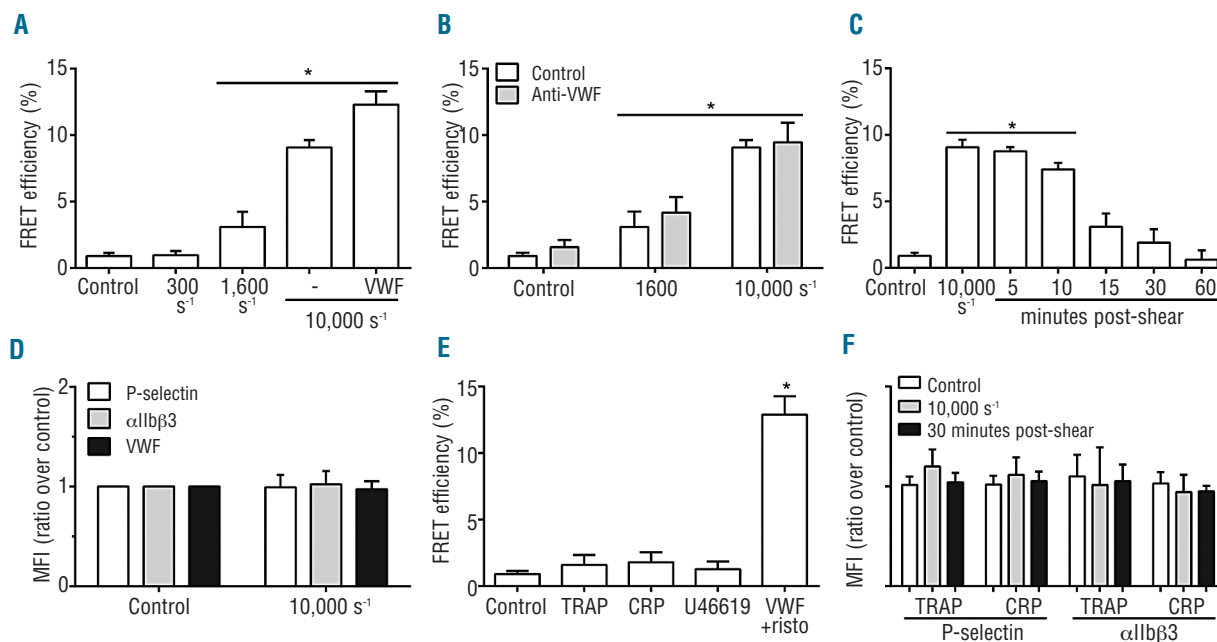 A
FRET efficiency (%)
15
10
5
0
*
Control
300 s-1
1,600 s-1
-
VWF
10,000 s-1
B
FRET efficiency (%)
15
10
5
0
Control
Anti-VWF
*
Control
1600
10,000 s-1
C
FRET efficiency (%)
15
10
5
0
*
Control
10,000 s-1
5
10
15
30
60
minutes post-shear
D
MFI (ratio over control)
2
1
0
P-selectin
αIIbβ3
VWF
Control
10,000 s-1
E
FRET efficiency (%)
15
10
5
0
*
Control
TRAP
CRP
U46619
VWF
+risto
F
MFI (ratio over control)
Control
10,000 s-1
30 minutes post-shear
TRAP
CRP
TRAP
CRP
P-selectin
αIIbβ3